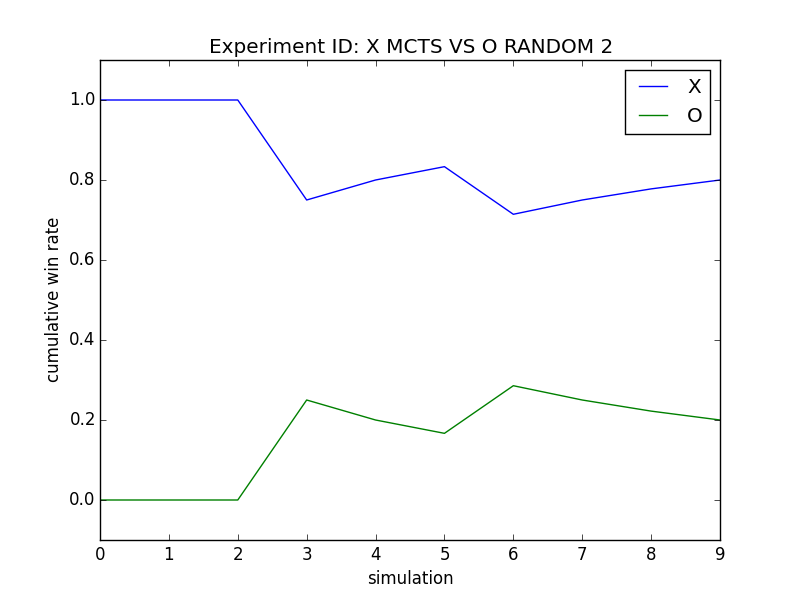 Experiment ID: X MCTS VS O RANDOM 2
X
O
1.0
0.8
0.6
0.4
0.2
0.0
cumulative win rate
0 1 2 3 4 5 6 7 8 9
simulation